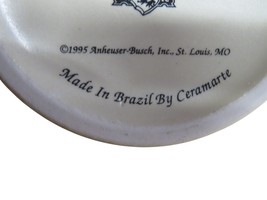 ©1995 Anheuser-Busch, Inc., St. Louis, MO
Made In Brazil By Ceramarte